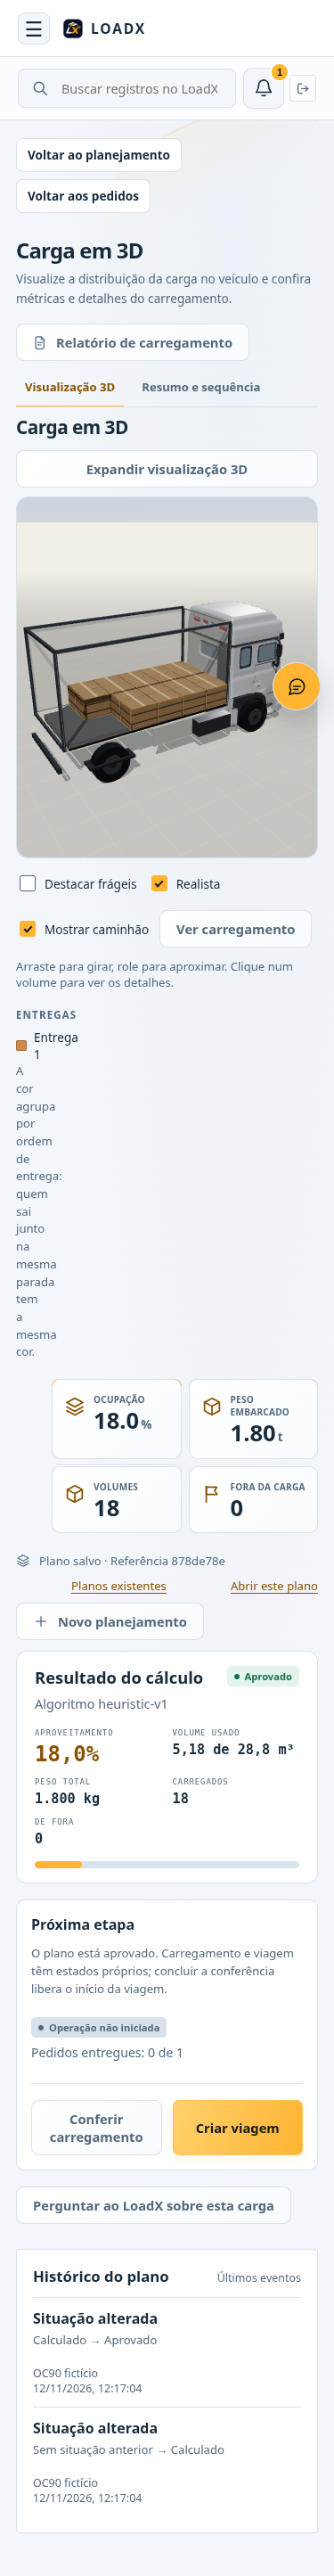 LOADX
Buscar registros no LoadX
1
Voltar ao planejamento
Voltar aos pedidos
Carga em 3D
Visualize a distribuição da carga no veículo e confira
métricas e detalhes do carregamento.
Relatório de carregamento
Visualização 3D
Resumo e sequência
Carga em 3D
Expandir visualização 3D
Destacar frágeis
Realista
Mostrar caminhão
Ver carregamento
Arraste para girar, role para aproximar. Clique num
volume para ver os detalhes.
ENTREGAS
Entrega
1
A
cor
agrupa
por
ordem
de
entrega:
quem
sai
junto
na
mesma
parada
tem
a
mesma
cor.
OCUPAÇÃO
18.0%
PESO
EMBARCADO
1.80 t
VOLUMES
18
FORA DA CARGA
0
Plano salvo · Referência 878de78e
Planos existentes
Abrir este plano
Novo planejamento
Resultado do cálculo
Aprovado
Algoritmo heuristic-v1
APROVEITAMENTO
18,0%
VOLUME USADO
5,18 de 28,8 m³
PESO TOTAL
1.800 kg
CARREGADOS
18
DE FORA
0
Próxima etapa
O plano está aprovado. Carregamento e viagem
têm estados próprios; concluir a conferência
libera o início da viagem.
Operação não iniciada
Pedidos entregues: 0 de 1
Conferir
carregamento
Criar viagem
Perguntar ao LoadX sobre esta carga
Histórico do plano
Últimos eventos
Situação alterada
Calculado → Aprovado
OC90 fictício
12/11/2026, 12:17:04
Situação alterada
Sem situação anterior → Calculado
OC90 fictício
12/11/2026, 12:17:04